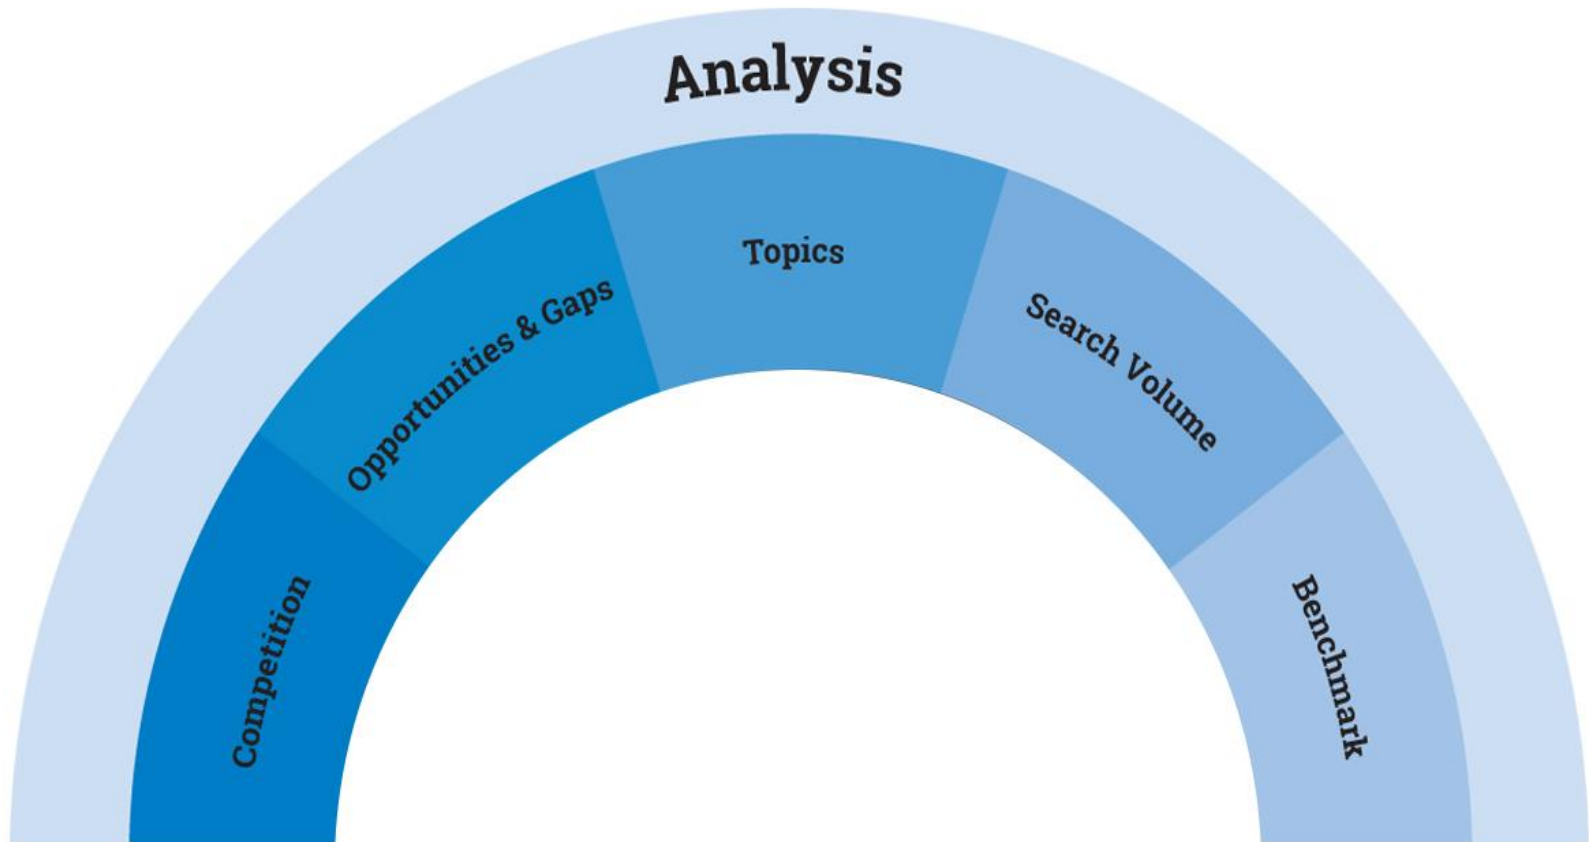 Analysis
Competition
Opportunities & Gaps
Topics
Search Volume
Benchmark